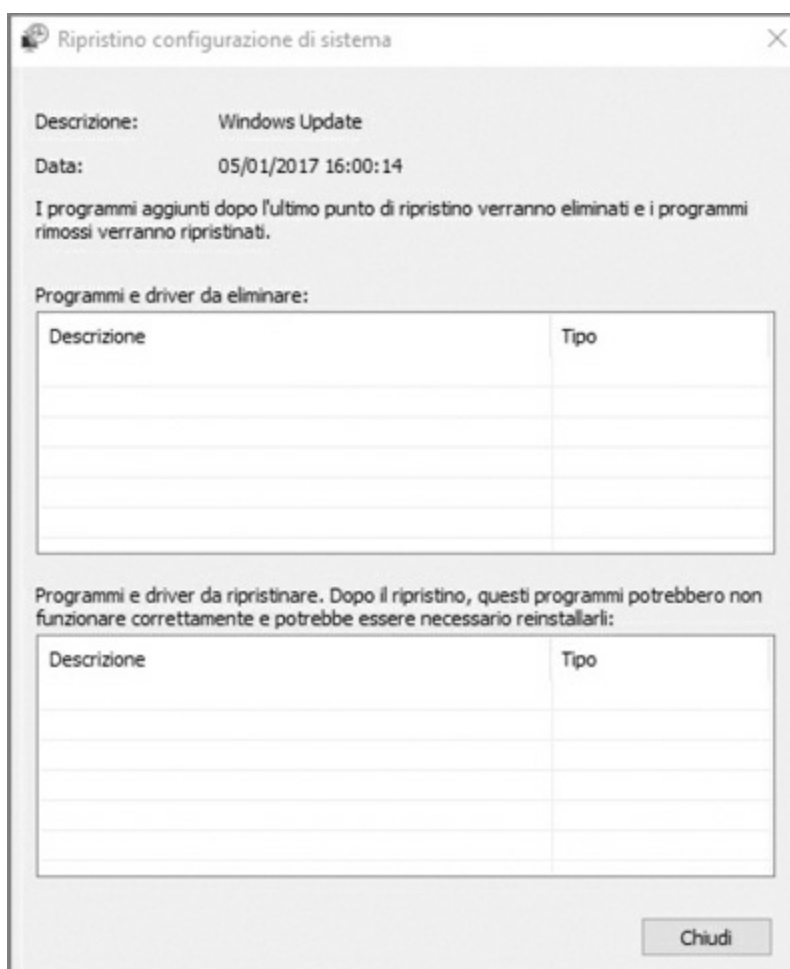 Ripristino configurazione di sistema
Descrizione: Windows Update
Data: 05/01/2017 16:00:14
I programmi aggiunti dopo l'ultimo punto di ripristino verranno eliminati e i programmi
rimossi verranno ripristinati.
Programmi e driver da eliminare:
Descrizione Tipo
Programmi e driver da ripristinare. Dopo il ripristino, questi programmi potrebbero non
funzionare correttamente e potrebbe essere necessario reinstallarli:
Descrizione Tipo
Chiudi